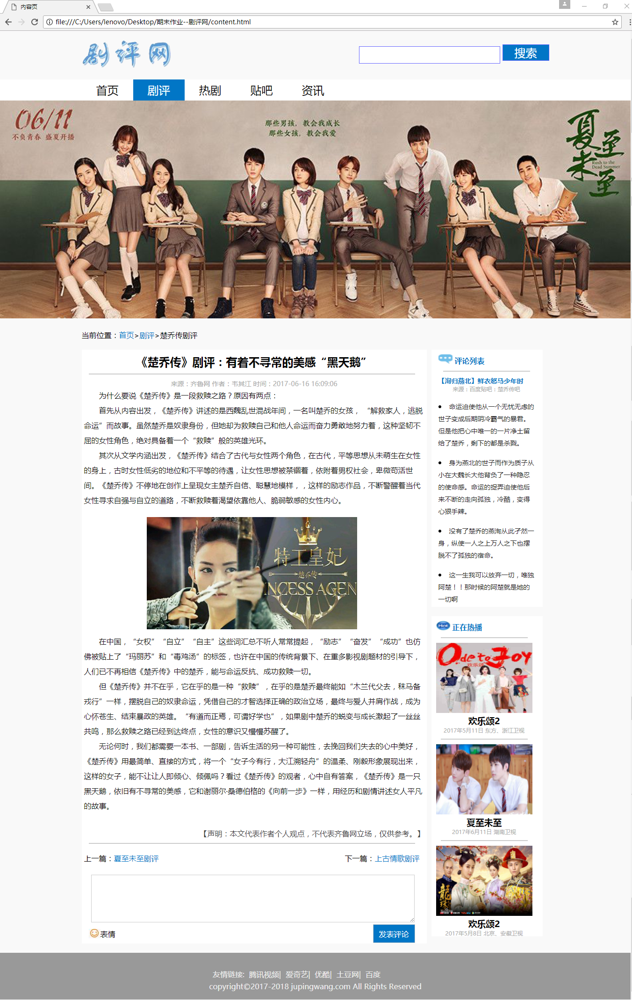 内容页
file:///C:/Users/lenovo/Desktop/期末作业--剧评网/content.html
剧评网
搜索
首页 剧评 热剧 贴吧 资讯
06/11
不负青春 盛夏开播
那些男孩，教会我成长
那些女孩，教会我爱
夏至未至
Rush to the
Dead Summer
当前位置：首页>剧评>楚乔传剧评
《楚乔传》剧评：有着不寻常的美感“黑天鹅”
来源：齐鲁网 作者：韦其江 时间：2017-06-16 16:09:06
为什么要说《楚乔传》是一段救赎之路？原因有两点：
首先从内容出发，《楚乔传》讲述的是西魏乱世混战年间，一名叫楚乔的女孩， “解救家人，逃脱
命运”而故事。虽然楚乔是奴隶身份，但她却为救赎自己和他人命运而奋力勇敢地努力着，这种坚韧不
屈的女性角色，绝对具备着一个“救赎”般的英雄光环。
其次从文学内涵出发，《楚乔传》结合了古代与女性两个角色，在古代，平等思想从未萌生在女性
的身上，古时女性低劣的地位和不平等的待遇，让女性思想被禁锢着，依附着男权社会，卑微苟活世
间。《楚乔传》不停地在创作上呈现女主楚乔自信、聪慧地模样，，这样的励志作品，不断警醒着当代
女性寻求自强与自立的道路，不断救赎着渴望依靠他人、脆弱敏感的女性内心。
特工皇妃
楚乔传
NCESS AGEN
在中国，“女权”“自立”“自主”这些词汇总不听人常常提起，“励志”“奋发”“成功”也仿
佛被贴上了“玛丽苏”和“毒鸡汤”的标签，也许在中国的传统背景下、在重多影视剧题材的引导下，
人们已不再相信《楚乔传》中的楚乔，能与命运反抗、成功救赎一切。
但《楚乔传》并不在乎，它在乎的是一种“救赎”，在乎的是楚乔最终能如“木兰代父去，秣马备
戎行”一样，摆脱自己的奴隶命运，凭借自己的才智选择正确的政治立场，最终与爱人并肩作战，成为
心怀苍生、结束暴政的英雄。“有道而正焉，可谓好学也”，如果剧中楚乔的蜕变与成长激起了一丝丝
共鸣，那么救赎之路已经到达终点，女性的意识又慢慢苏醒了。
无论何时，我们都需要一本书、一部剧，告诉生活的另一种可能性，去挽回我们失去的心中美好，
《楚乔传》用最简单、直接的方式，将一个“女子今有行，大江溯轻舟”的温柔、刚毅形象展现出来，
这样的女子，能不让让人即倾心、倾佩吗？看过《楚乔传》的观者，心中自有答案，《楚乔传》是一只
黑天鹅，依旧有不寻常的美感，它和谢丽尔·桑德伯格的《向前一步》一样，用经历和剧情讲述女人平凡
的故事。
【声明：本文代表作者个人观点，不代表齐鲁网立场，仅供参考。】
上一篇：夏至未至剧评 下一篇：上古情歌剧评
表情 发表评论
评论列表
【洵归燕北】鲜衣怒马少年时
来源：百度贴吧：楚乔传吧
● 命运迫使他从一个无忧无虑的
世子变成后期阴冷霸气的暴君。
但是他把心中唯一的一片净土留
给了楚乔，剩下的都是杀戮。
● 身为燕北的世子而作为质子从
小在大魏长大他背负了一种隐忍
的使命感。命运的捉弄迫使他后
来不断的走向孤独，冷酷，变得
心狠手辣。
● 没有了楚乔的燕洵从此孑然一
身，纵使一人之上万人之下也摆
脱不了孤独的宿命。
● 这一生我可以放弃一切，唯独
阿楚！！那时候的阿楚就是她的
一切啊
Hot 正在热播
Ode to Joy
欢乐颂
欢乐颂2
2017年5月11日 东方、浙江卫视
夏至未至
2017年6月11日 湖南卫视
龍珠
欢乐颂2
2017年5月8日 北京、安徽卫视
友情链接: 腾讯视频| 爱奇艺| 优酷| 土豆网| 百度
copyright©2017-2018 jupingwang.com All Rights Reserved